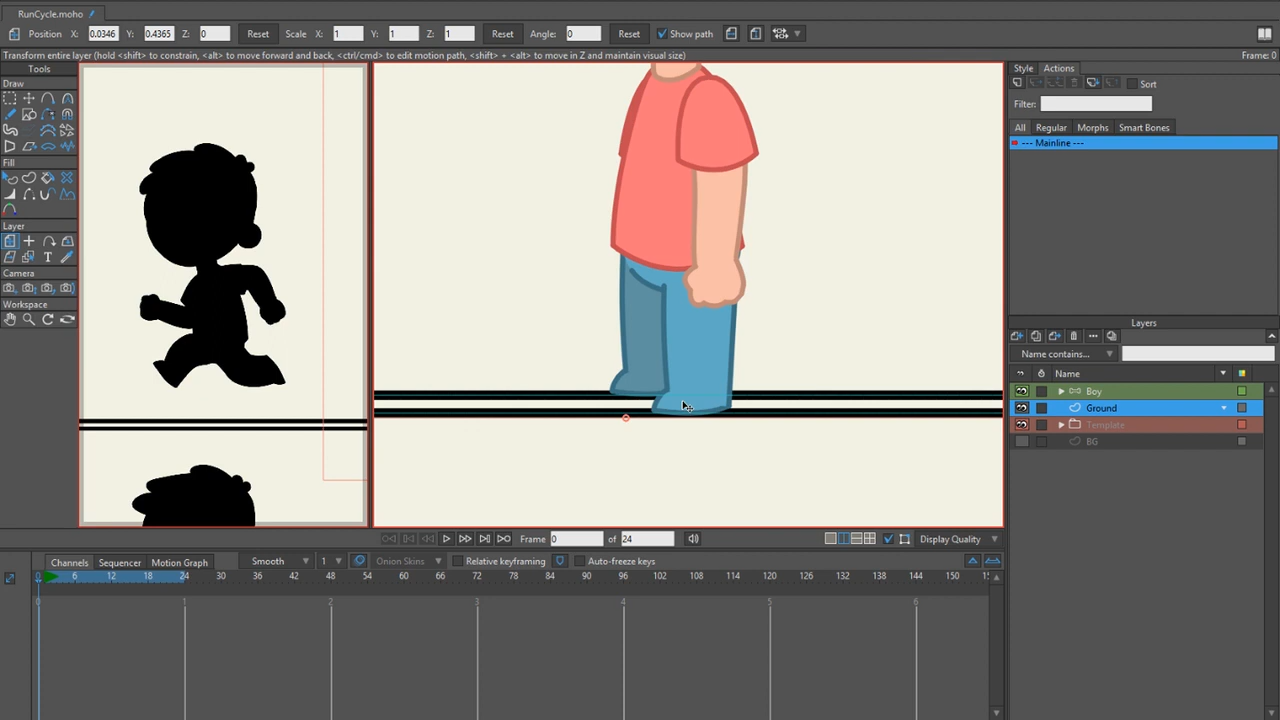 RunCycle.moho
Position X: 0.0346 Y: 0.4365 Z: 0 Reset Scale X: 1 Y: 1 Z: 1 Reset Angle: 0 Reset Show path
Transform entire layer (hold <shift> to constrain, <alt> to move forward and back, <ctrl/cmd> to edit motion path, <shift> + <alt> to move in Z and maintain visual size) Frame: 0
Tools
Draw
Fill
Layer
Camera
Workspace
Style Actions
Sort
Filter:
All Regular Morphs Smart Bones
--- Mainline ---
Layers
Name contains...
Name
Boy
Ground
Template
BG
Frame 0 of 24 Display Quality
Channels Sequencer Motion Graph Smooth 1 Onion Skins Relative keyframing Auto-freeze keys
0 6 12 18 24 30 36 42 48 54 60 66 72 78 84 90 96 102 108 114 120 126 132 138 144 150
0 1 2 3 4 5 6